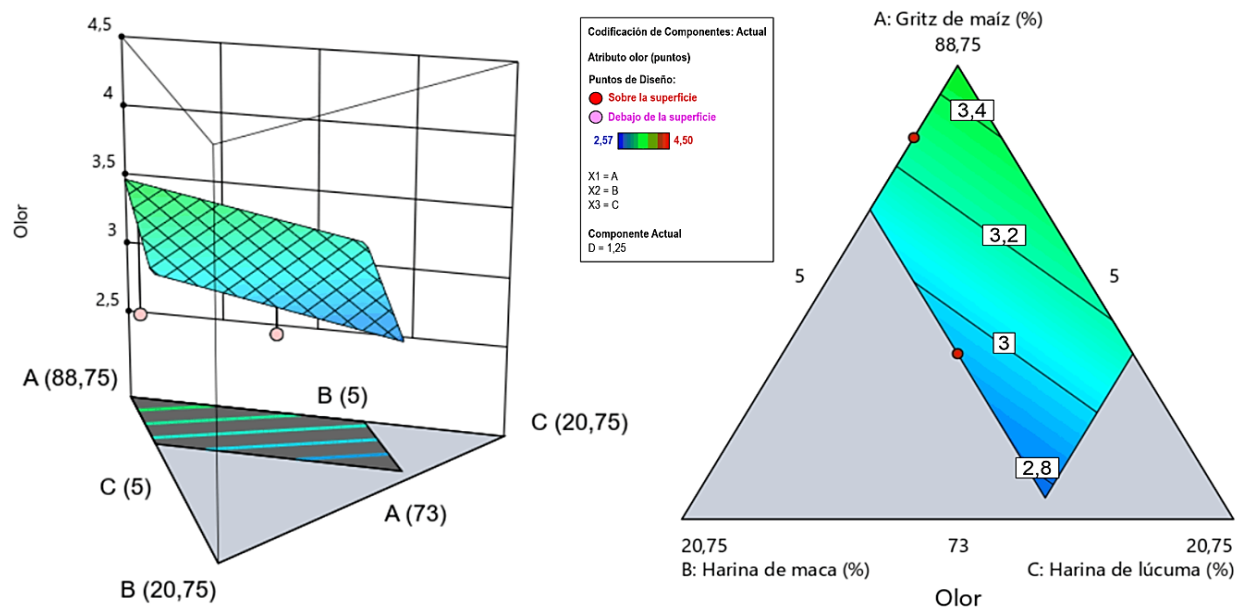 4,5
4
3,5
3
2,5
Olor
A (88,75)
B (5)
C (20,75)
C (5)
A (73)
B (20,75)
Codificación de Componentes: Actual
Atributo olor (puntos)
Puntos de Diseño:
Sobre la superficie
Debajo de la superficie
2,57 4,50
X1 = A
X2 = B
X3 = C
Componente Actual
D = 1,25
A: Gritz de maíz (%)
88,75
3,4
3,2
5 5
3
2,8
20,75 73 20,75
B: Harina de maca (%) C: Harina de lúcuma (%)
Olor